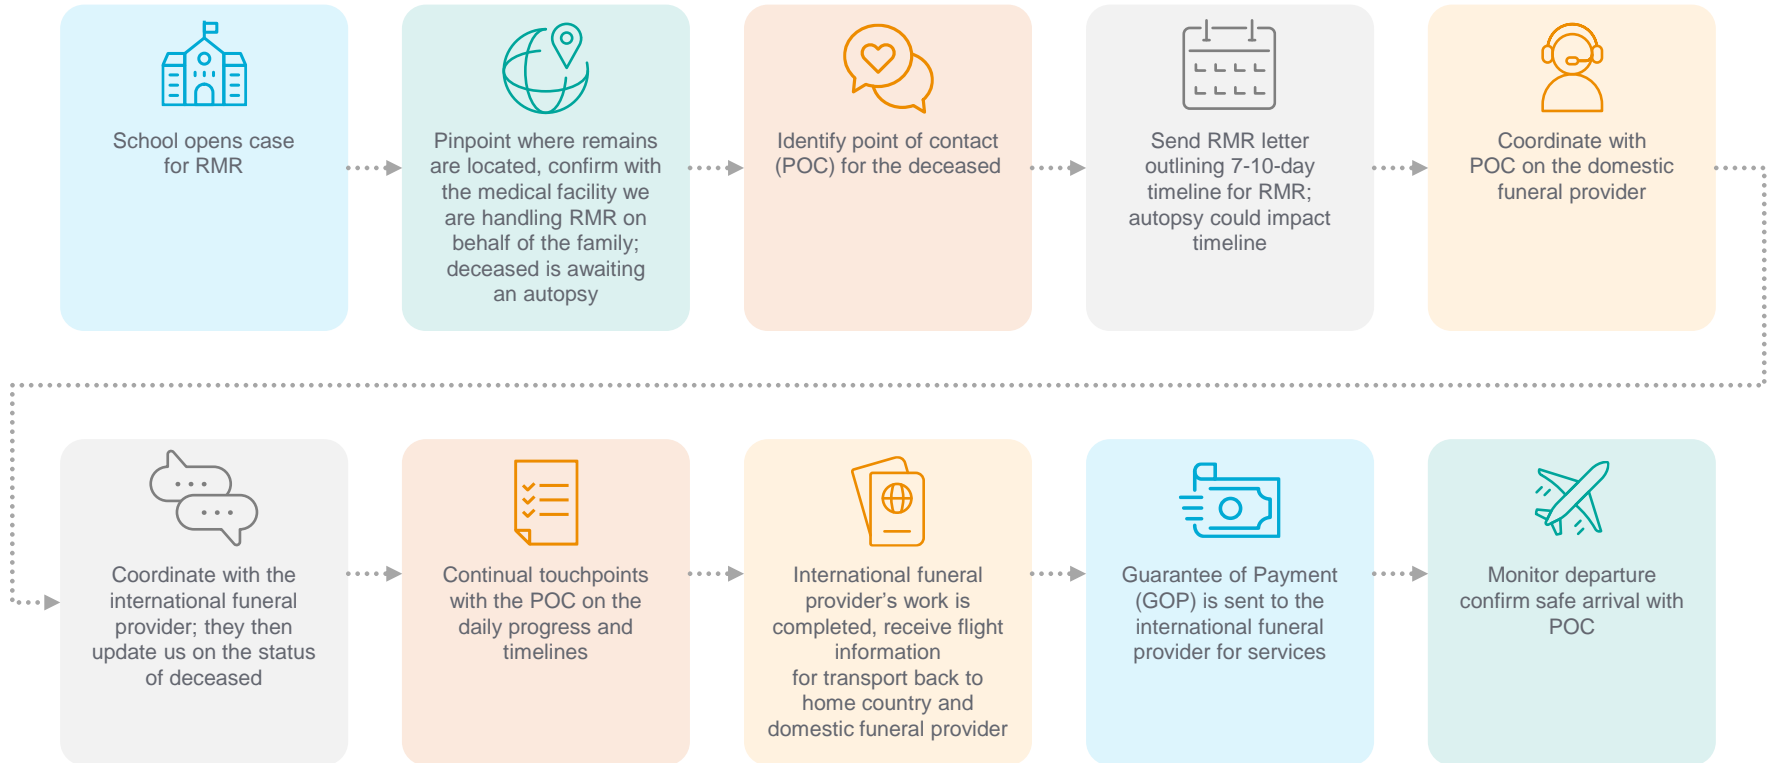 School opens case
for RMR
Pinpoint where remains
are located, confirm with
the medical facility we
are handling RMR on
behalf of the family;
deceased is awaiting
an autopsy
Identify point of contact
(POC) for the deceased
Send RMR letter
outlining 7-10-day
timeline for RMR;
autopsy could impact
timeline
Coordinate with
POC on the domestic
funeral provider
Coordinate with the
international funeral
provider; they then
update us on the status
of deceased
Continual touchpoints
with the POC on the
daily progress and
timelines
International funeral
provider’s work is
completed, receive flight
information
for transport back to
home country and
domestic funeral provider
Guarantee of Payment
(GOP) is sent to the
international funeral
provider for services
Monitor departure
confirm safe arrival with
POC